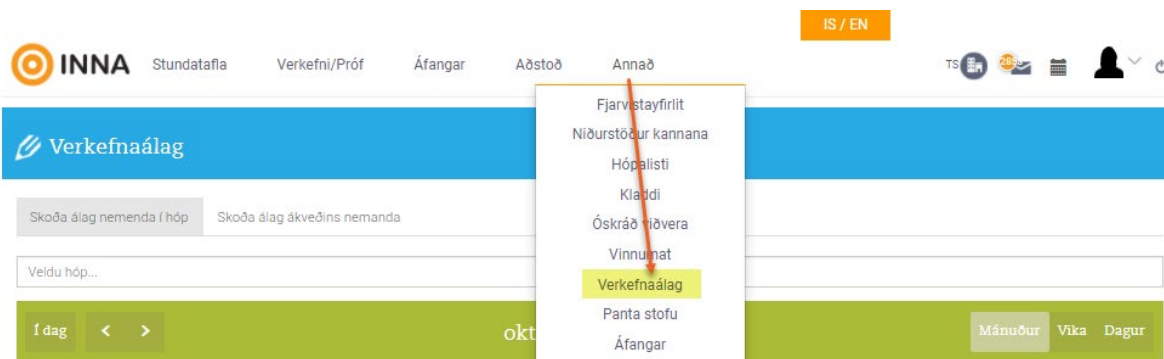 IS / EN
INNA Stundatafla Verkefni/Próf Áfangar Aðstoð Annað TS
Fjarvistayfirlit
Niðurstöður kannana
Verkefnaálag
Hópalisti
Kladdi
Skoða álag nemenda í hóp Skoða álag ákveðins nemanda
Óskráð viðvera
Vinnumat
Veldu hóp...
Verkefnaálag
Panta stofu
Í dag < > okt Mánuður Vika Dagur
Áfangar